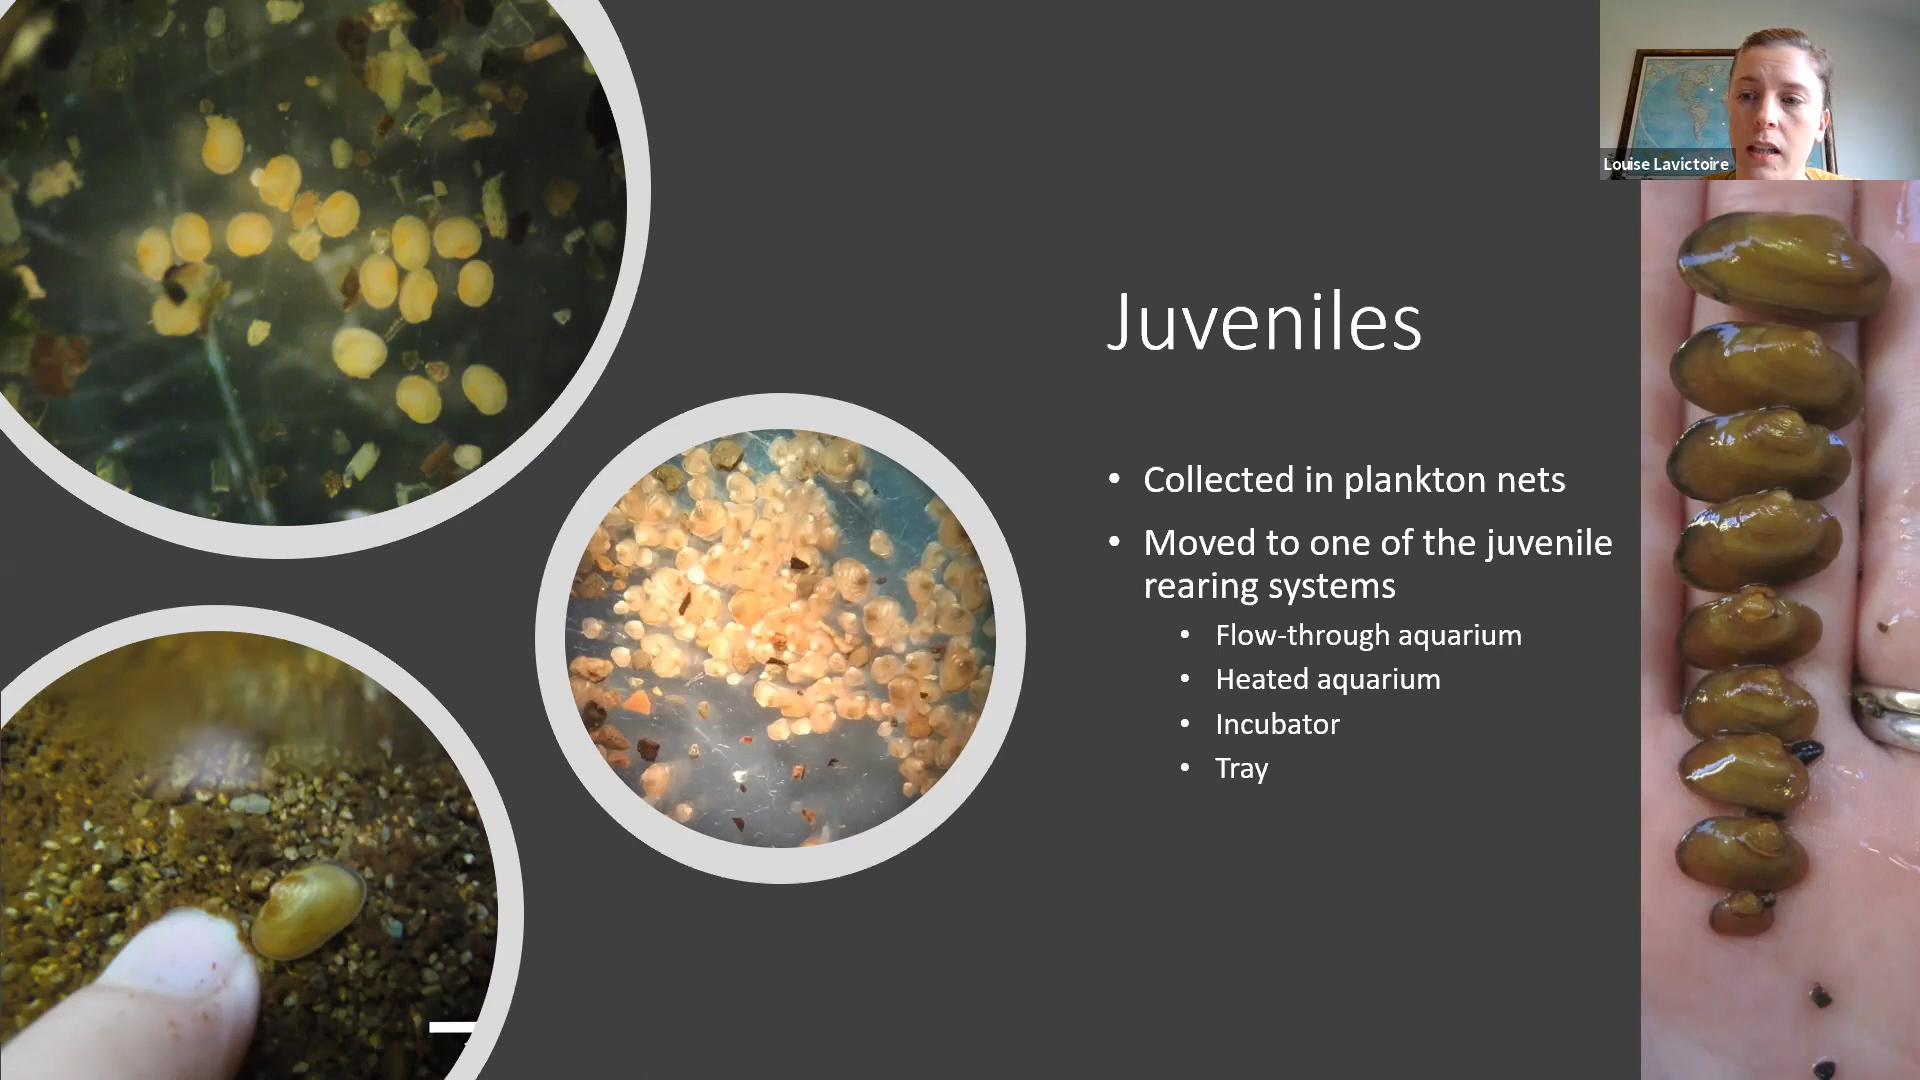 Louise Lavictoire
Juveniles
• Collected in plankton nets
• Moved to one of the juvenile
rearing systems
• Flow-through aquarium
• Heated aquarium
• Incubator
• Tray